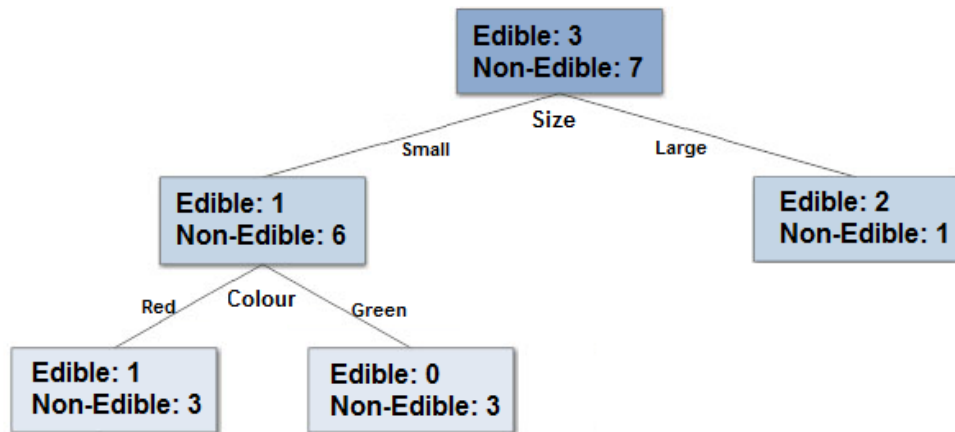 Edible: 3
Non-Edible: 7
Size
Small
Large
Edible: 1
Non-Edible: 6
Edible: 2
Non-Edible: 1
Red
Colour
Green
Edible: 1
Non-Edible: 3
Edible: 0
Non-Edible: 3